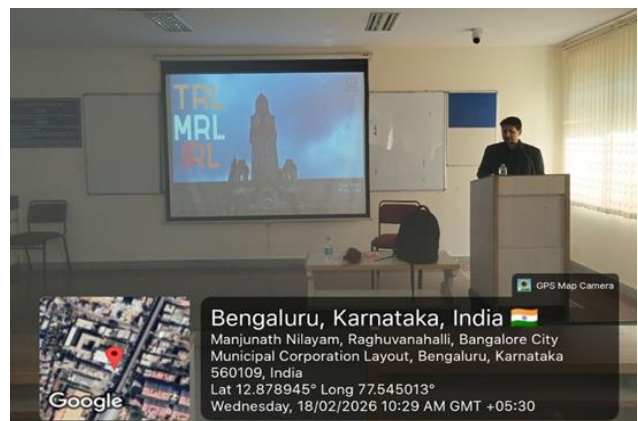 TRL
MRL
IRL
GPS Map Camera
Bengaluru, Karnataka, India
Manjunath Nilayam, Raghuvanahalli, Bangalore City
Municipal Corporation Layout, Bengaluru, Karnataka
560109, India
Lat 12.878945° Long 77.545013°
Wednesday, 18/02/2026 10:29 AM GMT +05:30
Google